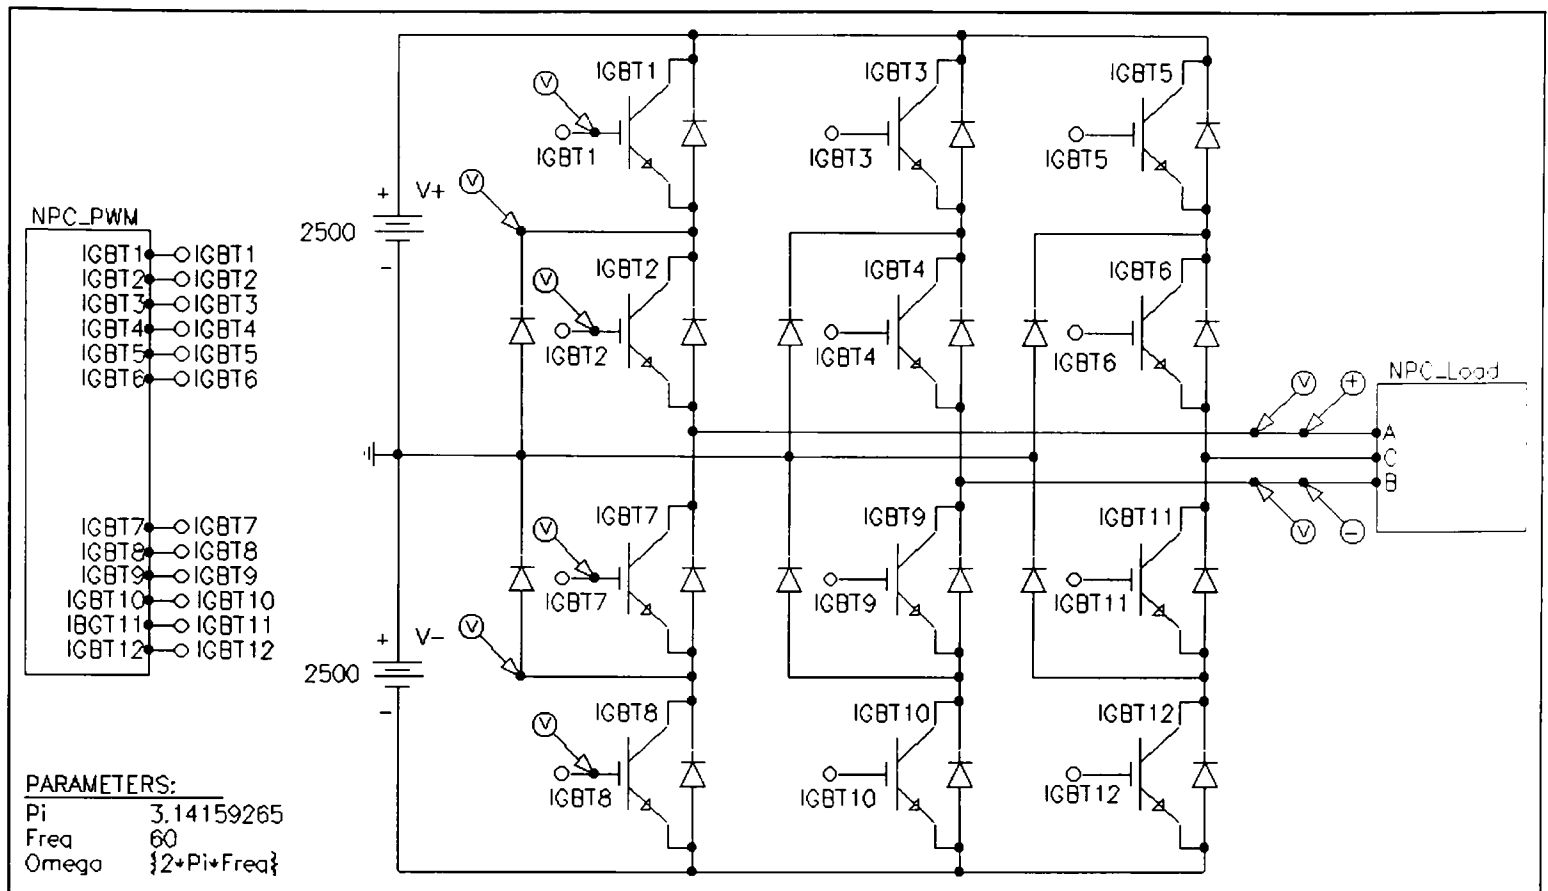 NPC_PWM
IGBT1 IGBT1
IGBT2 IGBT2
IGBT3 IGBT3
IGBT4 IGBT4
IGBT5 IGBT5
IGBT6 IGBT6
IGBT7 IGBT7
IGBT8 IGBT8
IGBT9 IGBT9
IGBT10 IGBT10
IBGT11 IGBT11
IGBT12 IGBT12
PARAMETERS:
Pi 3.14159265
Freq 60
Omega {2*Pi*Freq}
+ V+
2500
-
+ V-
2500
-
IGBT1
V
IGBT1
V
IGBT2
V
IGBT2
IGBT7
V
IGBT7
V
IGBT8
V
IGBT8
IGBT3
IGBT3
IGBT4
IGBT4
IGBT9
IGBT9
IGBT10
IGBT10
IGBT5
IGBT5
IGBT6
IGBT6
IGBT11
IGBT11
IGBT12
IGBT12
V +
NPC_Load
A
C
B
V -